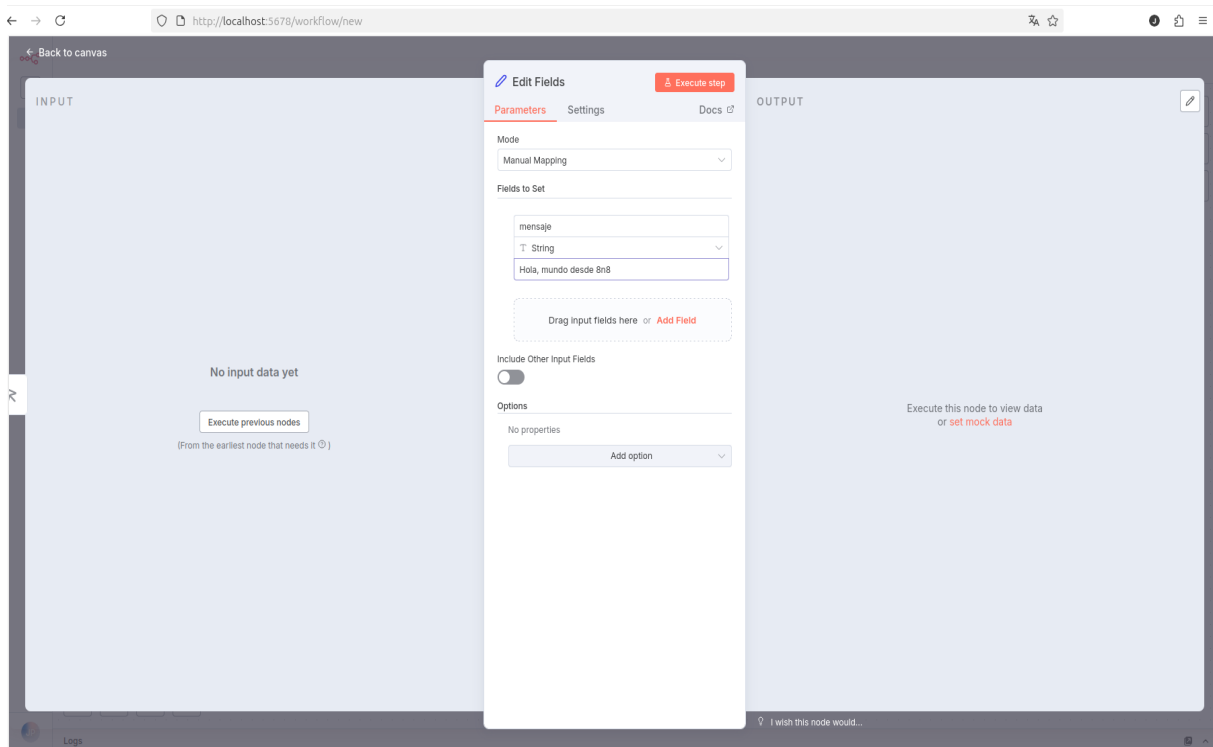 http://localhost:5678/workflow/new
Back to canvas
INPUT
No input data yet
Execute previous nodes
(From the earliest node that needs it ? )
Edit Fields
Execute step
Parameters Settings Docs
Mode
Manual Mapping
Fields to Set
mensaje
T String
Hola, mundo desde 8n8
Drag input fields here or Add Field
Include Other Input Fields
Options
No properties
Add option
OUTPUT
Execute this node to view data
or set mock data
I wish this node would...
Logs